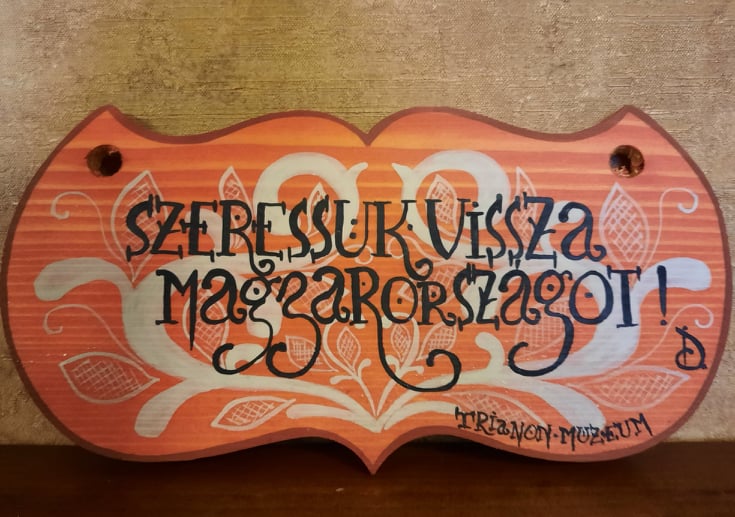 SZERESSÜK VISSZA
MAGYARORSZÁGOT!
D.
TRIANON-MÚZEUM